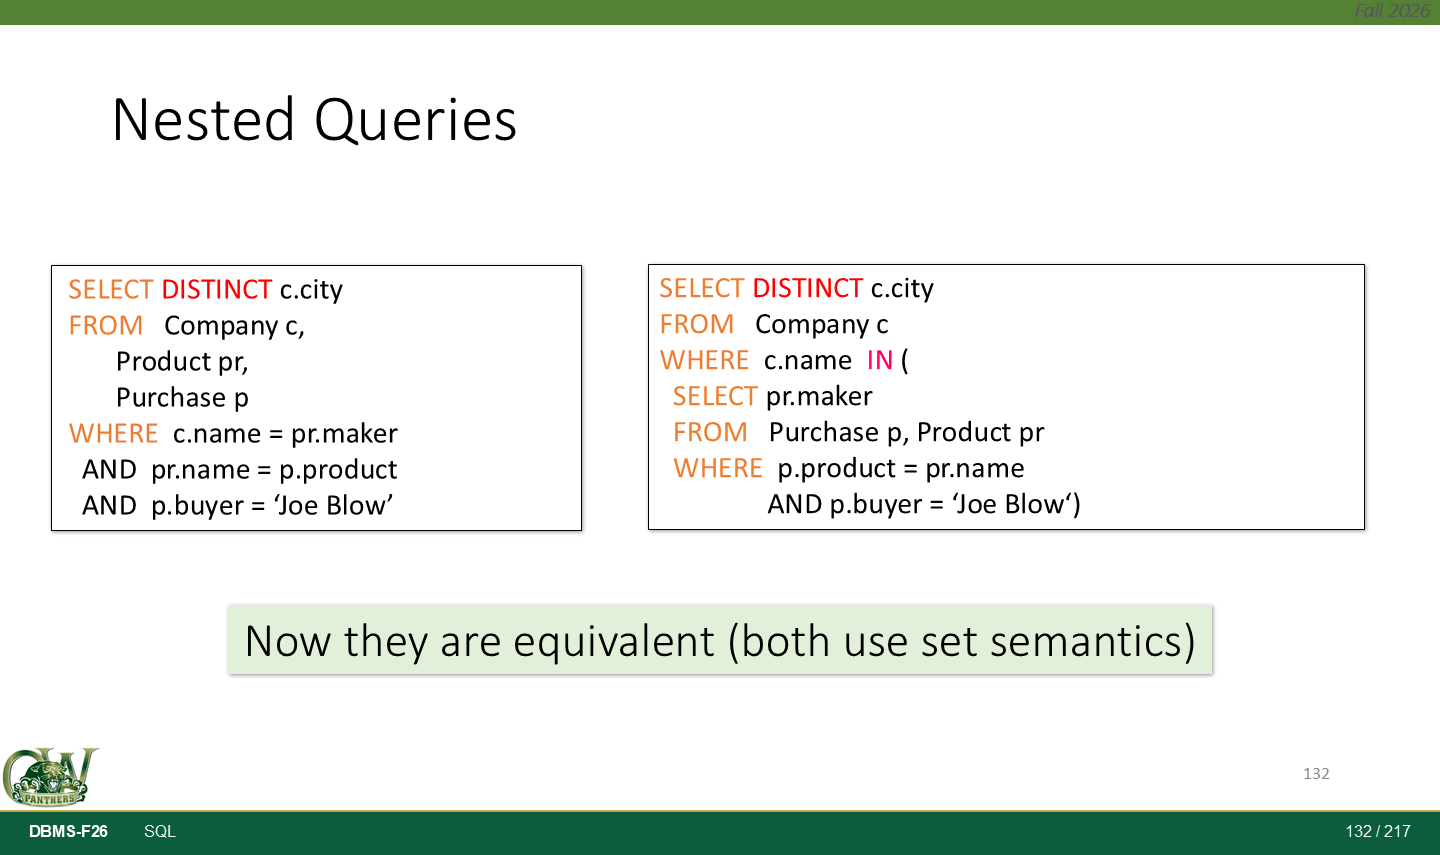 Fall 2026
Nested Queries
SELECT DISTINCT c.city
FROM Company c,
Product pr,
Purchase p
WHERE c.name = pr.maker
AND pr.name = p.product
AND p.buyer = ‘Joe Blow’
SELECT DISTINCT c.city
FROM Company c
WHERE c.name IN (
SELECT pr.maker
FROM Purchase p, Product pr
WHERE p.product = pr.name
AND p.buyer = ‘Joe Blow‘)
Now they are equivalent (both use set semantics)
OW
PANTHERS
132
DBMS-F26 SQL 132 / 217